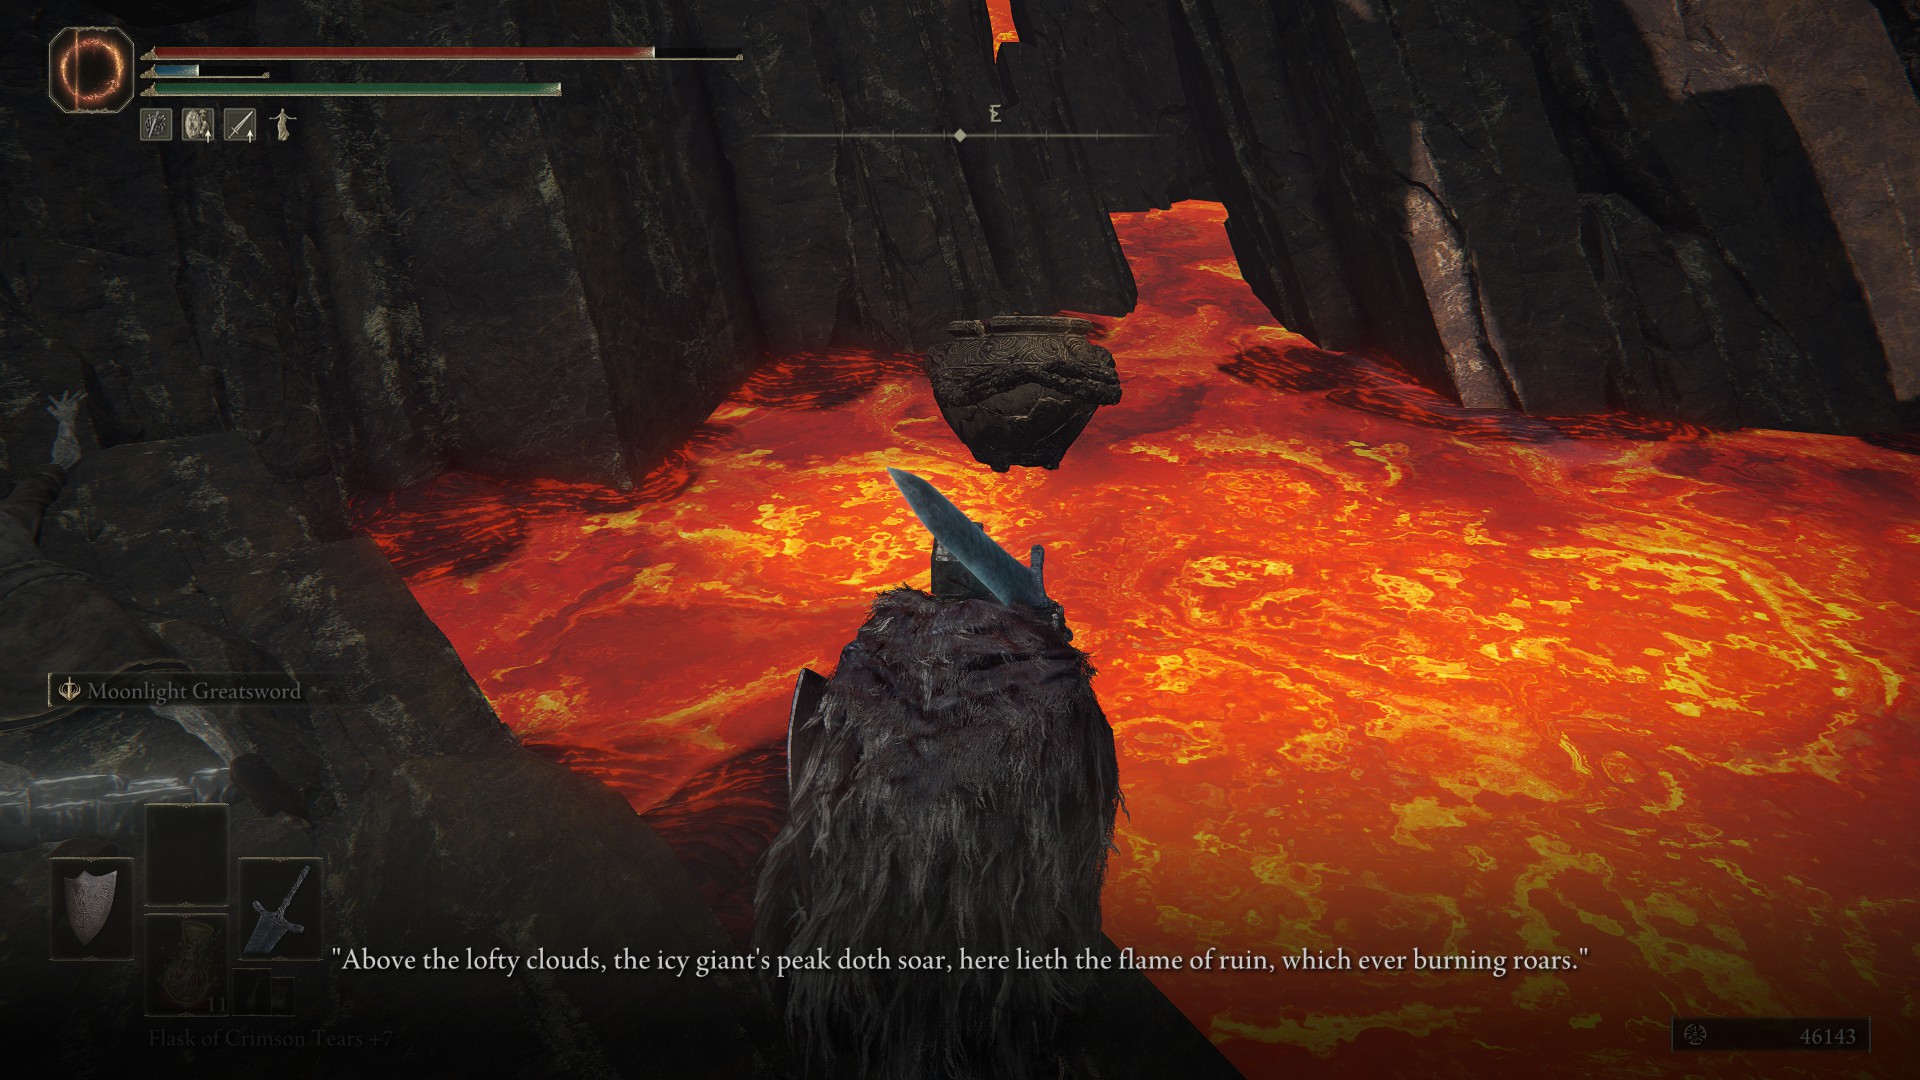 E
Moonlight Greatsword
"Above the lofty clouds, the icy giant's peak doth soar, here lieth the flame of ruin, which ever burning roars."
11
Flask of Crimson Tears +7
46143